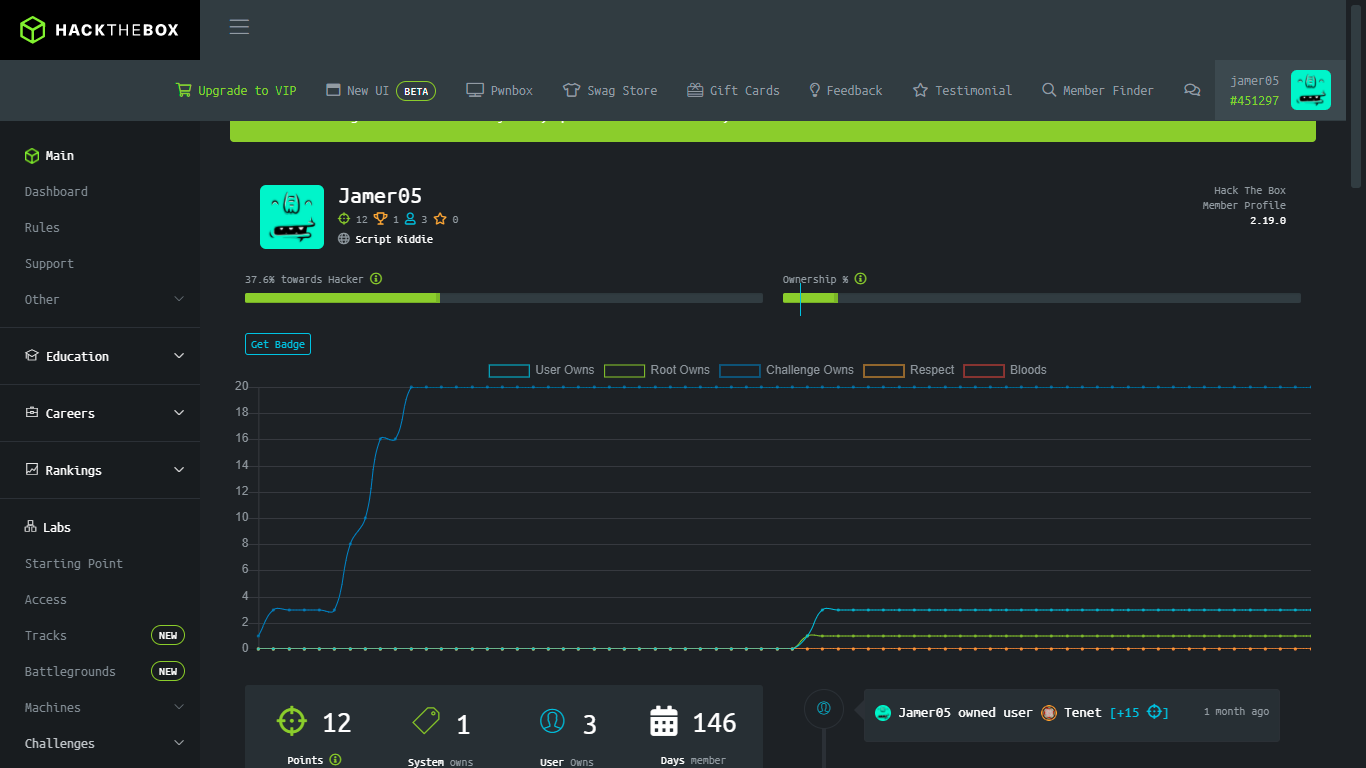 HACKTHEBOX
Upgrade to VIP
New UI BETA
Pwnbox
Swag Store
Gift Cards
Feedback
Testimonial
Member Finder
jamer05
#451297
Main
Dashboard
Rules
Support
Other
Education
Careers
Rankings
Labs
Starting Point
Access
Tracks NEW
Battlegrounds NEW
Machines
Challenges
Jamer05
12 1 3 0
Script Kiddie
Hack The Box
Member Profile
2.19.0
37.6% towards Hacker
Ownership %
Get Badge
User Owns Root Owns Challenge Owns Respect Bloods
20
18
16
14
12
10
8
6
4
2
0
12
Points
1
System owns
3
User Owns
146
Days member
Jamer05 owned user Tenet [+15 ]
1 month ago